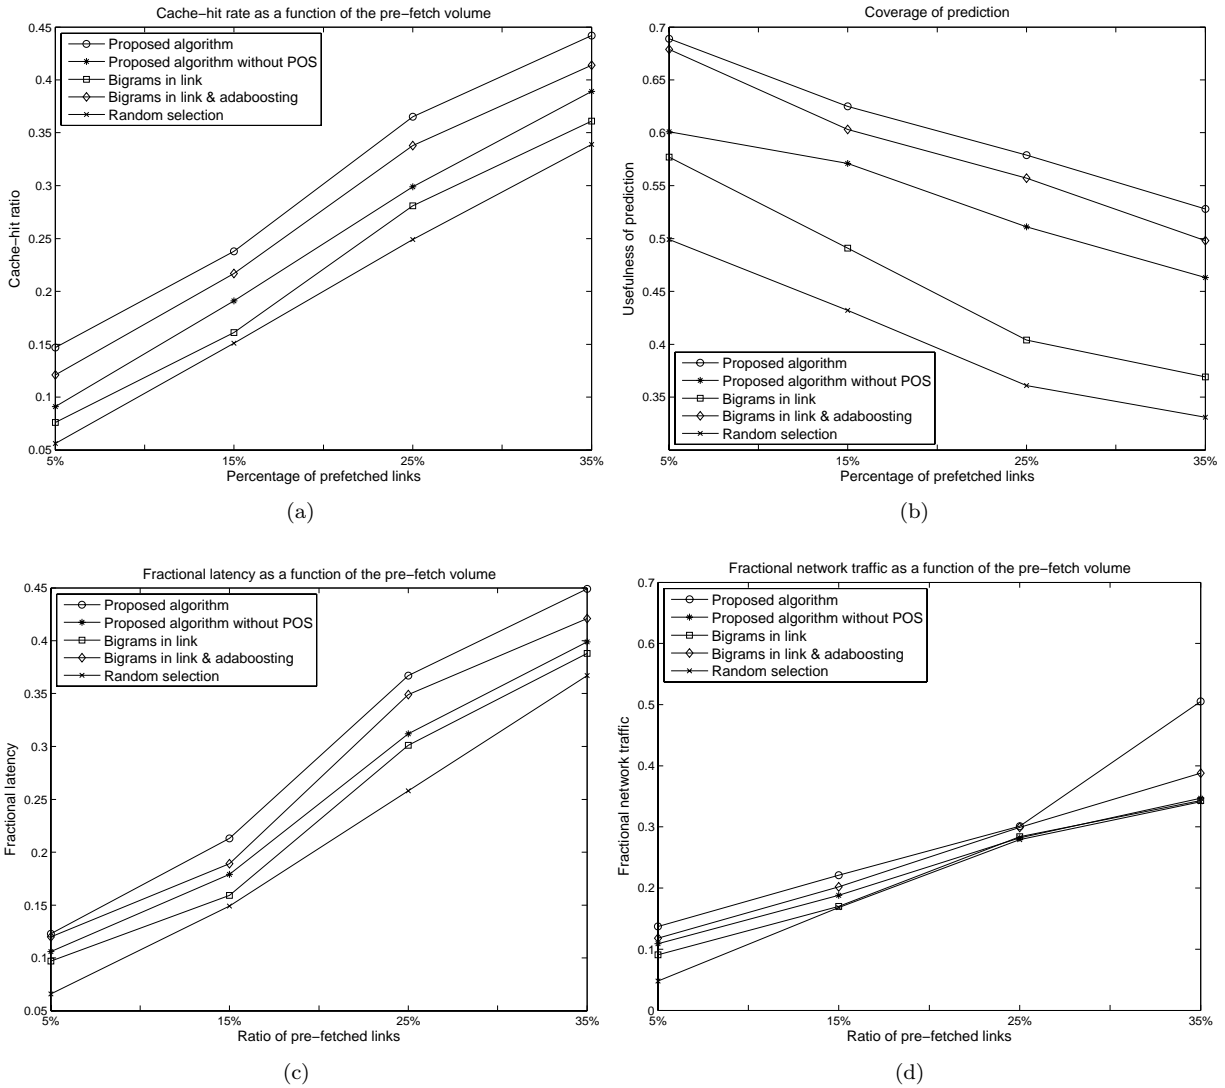 Cache-hit rate as a function of the pre-fetch volume
0.45
0.4
0.35
0.3
0.25
0.2
0.15
0.1
0.05
Cache-hit ratio
Proposed algorithm
Proposed algorithm without POS
Bigrams in link
Bigrams in link & adaboosting
Random selection
5% 15% 25% 35%
Percentage of prefetched links
(a)
Coverage of prediction
0.7
0.65
0.6
0.55
0.5
0.45
0.4
0.35
Usefulness of prediction
Proposed algorithm
Proposed algorithm without POS
Bigrams in link
Bigrams in link & adaboosting
Random selection
5% 15% 25% 35%
Percentage of prefetched links
(b)
Fractional latency as a function of the pre-fetch volume
0.45
0.4
0.35
0.3
0.25
0.2
0.15
0.1
0.05
Fractional latency
Proposed algorithm
Proposed algorithm without POS
Bigrams in link
Bigrams in link & adaboosting
Random selection
5% 15% 25% 35%
Ratio of pre-fetched links
(c)
Fractional network traffic as a function of the pre-fetch volume
0.7
0.6
0.5
0.4
0.3
0.2
0.1
0
Fractional network traffic
Proposed algorithm
Proposed algorithm without POS
Bigrams in link
Bigrams in link & adaboosting
Random selection
5% 15% 25% 35%
Ratio of pre-fetched links
(d)